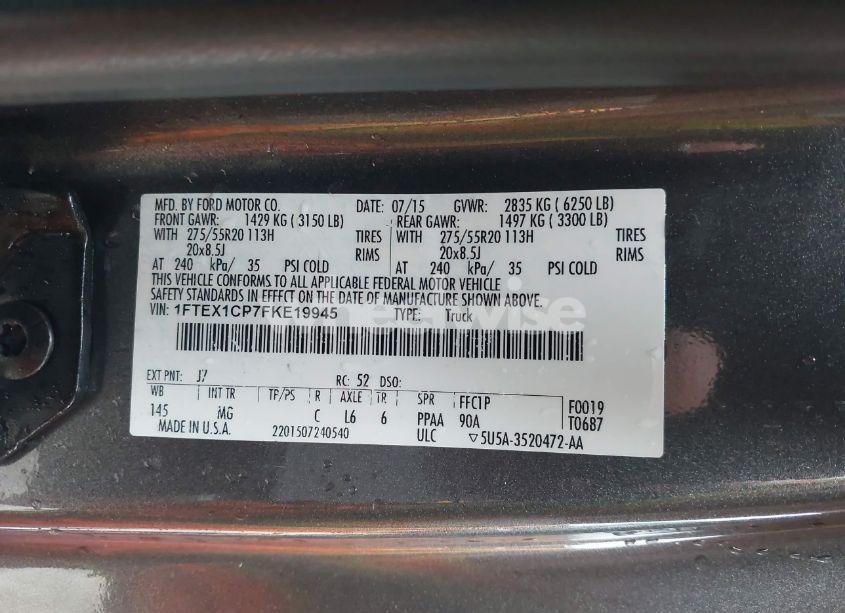 MFD. BY FORD MOTOR CO. DATE: 07/15 GVWR: 2835 KG ( 6250 LB)
FRONT GAWR: 1429 KG ( 3150 LB) REAR GAWR: 1497 KG ( 3300 LB)
WITH 275/55R20 113H TIRES WITH 275/55R20 113H TIRES
20x8.5J RIMS 20x8.5J RIMS
AT 240 kPa/ 35 PSI COLD AT 240 kPa/ 35 PSI COLD
THIS VEHICLE CONFORMS TO ALL APPLICABLE FEDERAL MOTOR VEHICLE
SAFETY STANDARDS IN EFFECT ON THE DATE OF MANUFACTURE SHOWN ABOVE.
VIN: 1FTEX1CP7FKE19945 TYPE: Truck
EXT PNT: J7 RC: 52 DSO:
WB INT TR TP/PS R AXLE TR SPR FFC1P F0019
145 MG C L6 6 PPAA 90A T0687
MADE IN U.S.A. 2201507240540 ULC ▽5U5A-3520472-AA